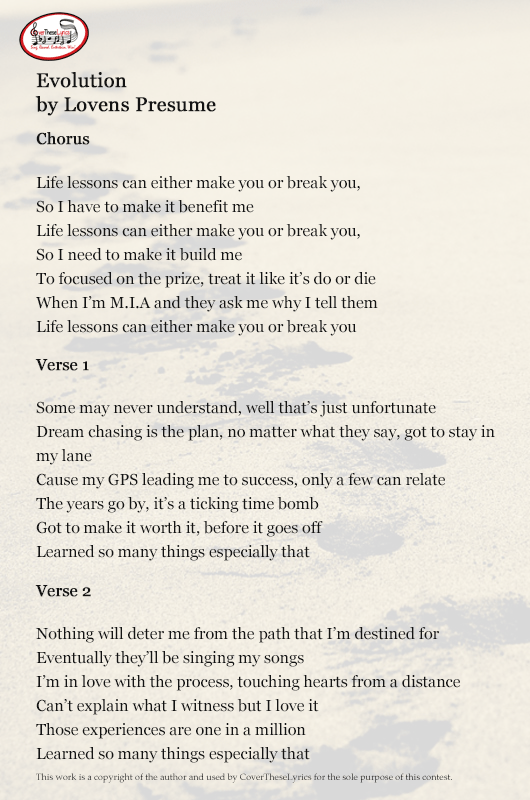 CoverTheseLyrics
Evolution
by Lovens Presume
Chorus
Life lessons can either make you or break you,
So I have to make it benefit me
Life lessons can either make you or break you,
So I need to make it build me
To focused on the prize, treat it like it’s do or die
When I’m M.I.A and they ask me why I tell them
Life lessons can either make you or break you
Verse 1
Some may never understand, well that’s just unfortunate
Dream chasing is the plan, no matter what they say, got to stay in
my lane
Cause my GPS leading me to success, only a few can relate
The years go by, it’s a ticking time bomb
Got to make it worth it, before it goes off
Learned so many things especially that
Verse 2
Nothing will deter me from the path that I’m destined for
Eventually they’ll be singing my songs
I’m in love with the process, touching hearts from a distance
Can’t explain what I witness but I love it
Those experiences are one in a million
Learned so many things especially that
This work is a copyright of the author and used by CoverTheseLyrics for the sole purpose of this contest.